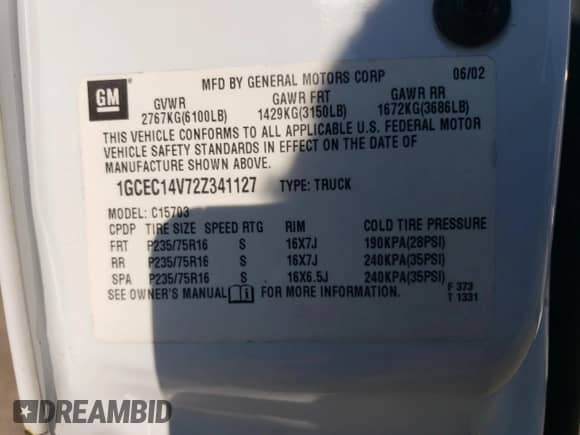 GM
MFD BY GENERAL MOTORS CORP 06/02
GVWR GAWR FRT GAWR RR
2767KG(6100LB) 1429KG(3150LB) 1672KG(3686LB)
THIS VEHICLE CONFORMS TO ALL APPLICABLE U.S. FEDERAL MOTOR
VEHICLE SAFETY STANDARDS IN EFFECT ON THE DATE OF
MANUFACTURE SHOWN ABOVE.
1GCEC14V72Z341127 TYPE: TRUCK
MODEL: C15703
CPDP TIRE SIZE SPEED RTG RIM COLD TIRE PRESSURE
FRT P235/75R16 S 16X7J 190KPA(28PSI)
RR P235/75R16 S 16X7J 240KPA(35PSI)
SPA P235/75R16 S 16X6.5J 240KPA(35PSI)
SEE OWNER'S MANUAL FOR MORE INFORMATION.
F 373
T 1331
DREAMBID